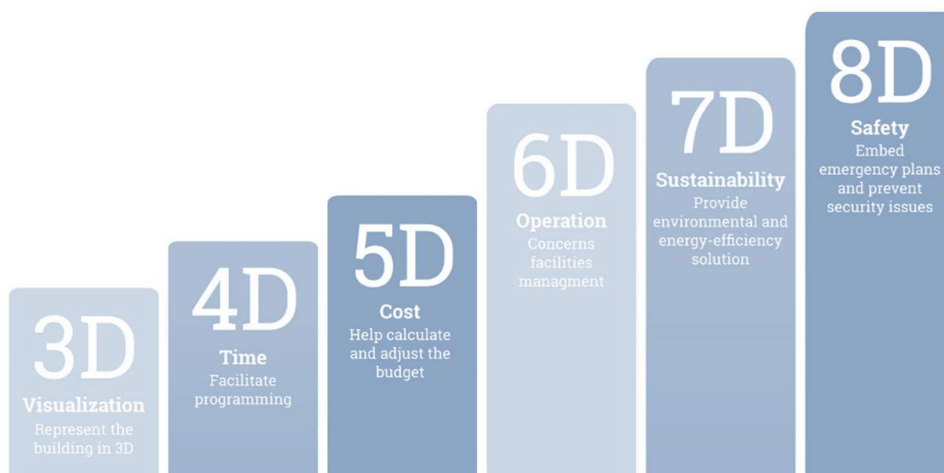 3D
Visualization
Represent the
building in 3D
4D
Time
Facilitate
programming
5D
Cost
Help calculate
and adjust the
budget
6D
Operation
Concerns
facilities
managment
7D
Sustainability
Provide
environmental and
energy-efficiency
solution
8D
Safety
Embed
emergency plans
and prevent
security issues